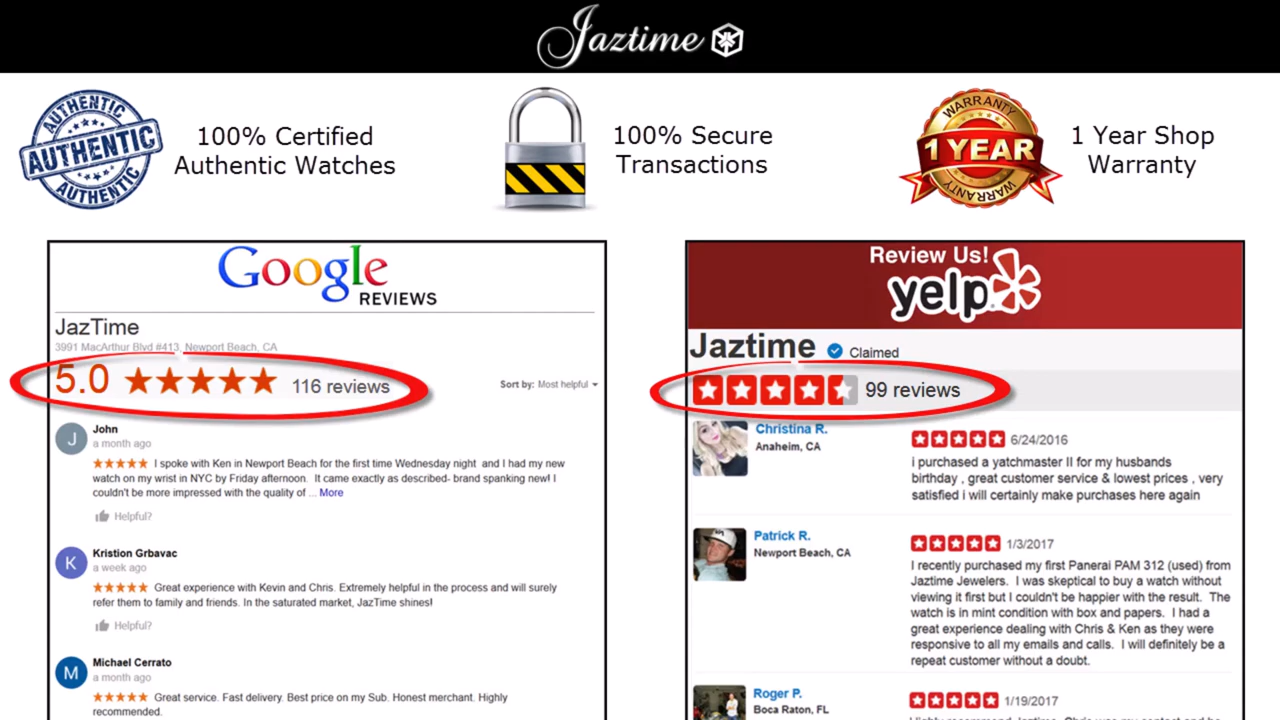 Jaztime
AUTHENTIC
AUTHENTIC
AUTHENTIC
100% Certified
Authentic Watches
100% Secure
Transactions
WARRANTY
1 YEAR
WARRANTY
1 Year Shop
Warranty
Google
REVIEWS
JazTime
3991 MacArthur Blvd #413, Newport Beach, CA
5.0 116 reviews
Sort by: Most helpful
J
John
a month ago
I spoke with Ken in Newport Beach for the first time Wednesday night and I had my new
watch on my wrist in NYC by Friday afternoon. It came exactly as described- brand spanking new! I
couldn't be more impressed with the quality of ... More
Helpful?
K
Kristion Grbavac
a week ago
Great experience with Kevin and Chris. Extremely helpful in the process and will surely
refer them to family and friends. In the saturated market, JazTime shines!
Helpful?
M
Michael Cerrato
a month ago
Great service. Fast delivery. Best price on my Sub. Honest merchant. Highly
recommended.
Review Us!
yelp
Jaztime Claimed
99 reviews
Christina R.
Anaheim, CA
6/24/2016
i purchased a yatchmaster II for my husbands
birthday , great customer service & lowest prices , very
satisfied i will certainly make purchases here again
Patrick R.
Newport Beach, CA
1/3/2017
I recently purchased my first Panerai PAM 312 (used) from
Jaztime Jewelers. I was skeptical to buy a watch without
viewing it first but I couldn't be happier with the result. The
watch is in mint condition with box and papers. I had a
great experience dealing with Chris & Ken as they were
responsive to all my emails and calls. I will definitely be a
repeat customer without a doubt.
Roger P.
Boca Raton, FL
1/19/2017